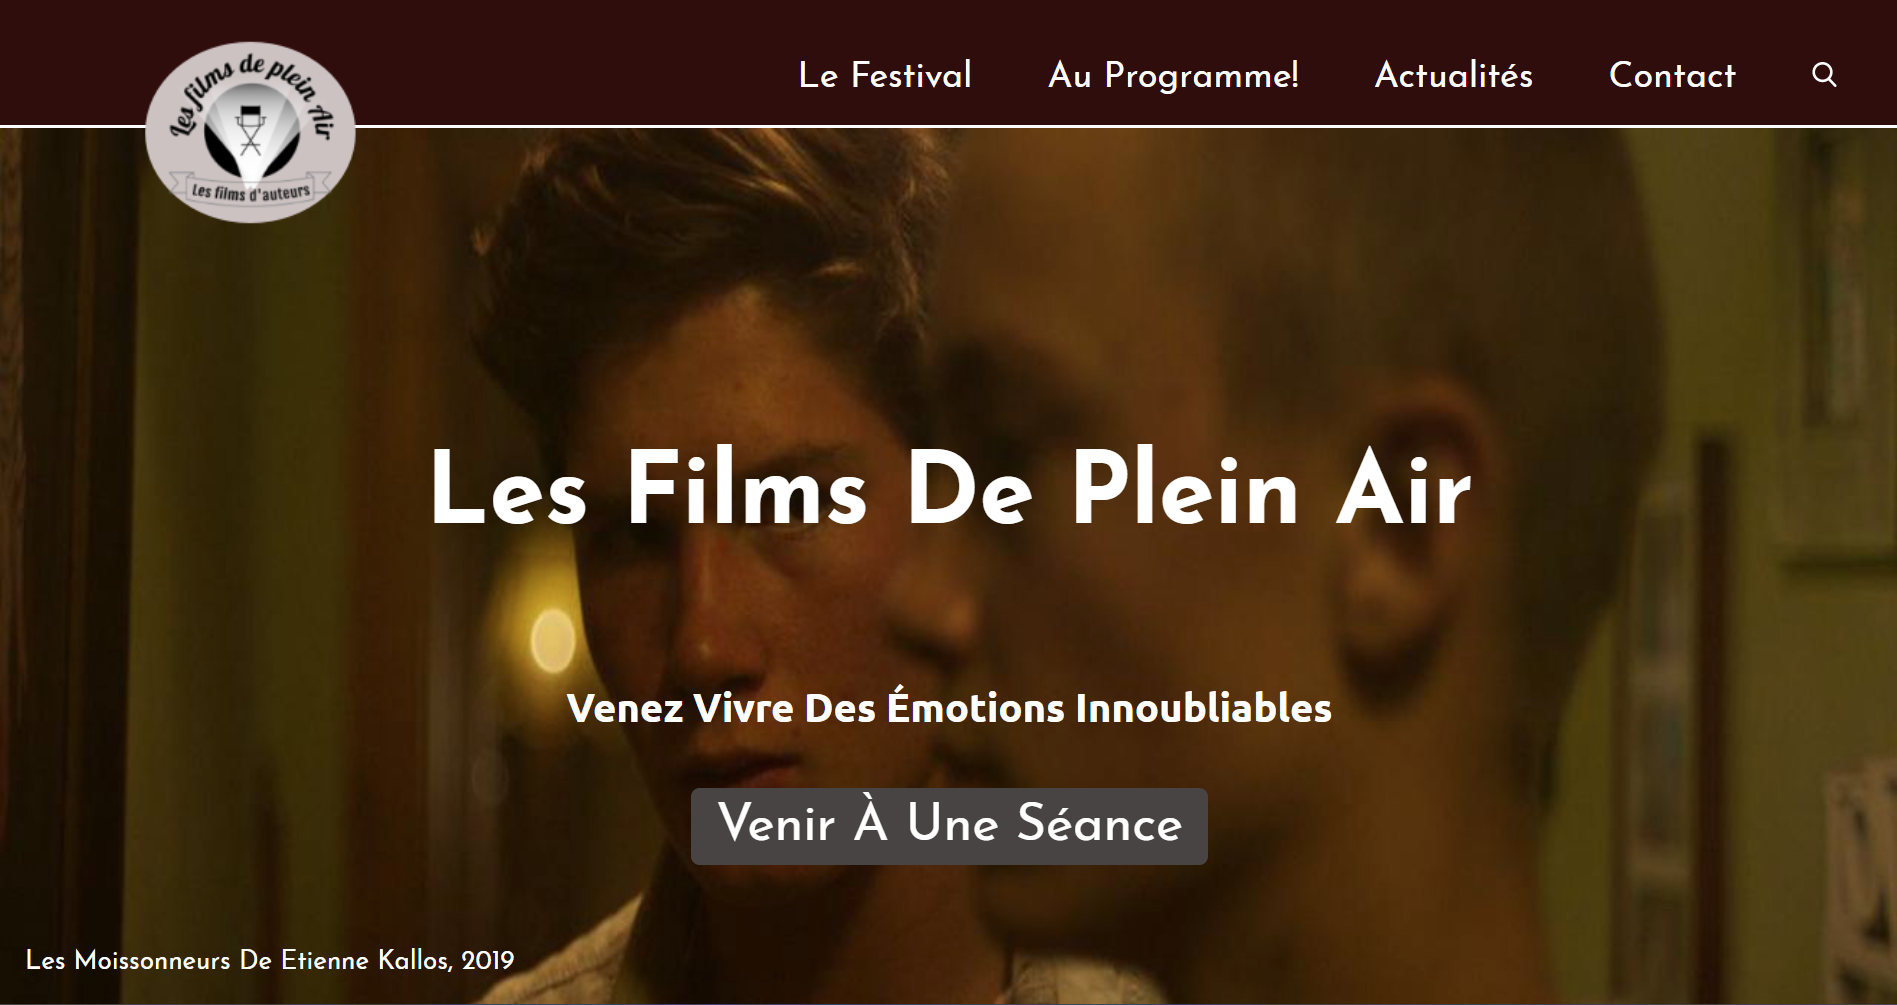 Les films de plein Air
Les films d'auteurs
Le Festival
Au Programme!
Actualités
Contact
Les Films De Plein Air
Venez Vivre Des Émotions Innoubliables
Venir À Une Séance
Les Moissonneurs De Etienne Kallos, 2019